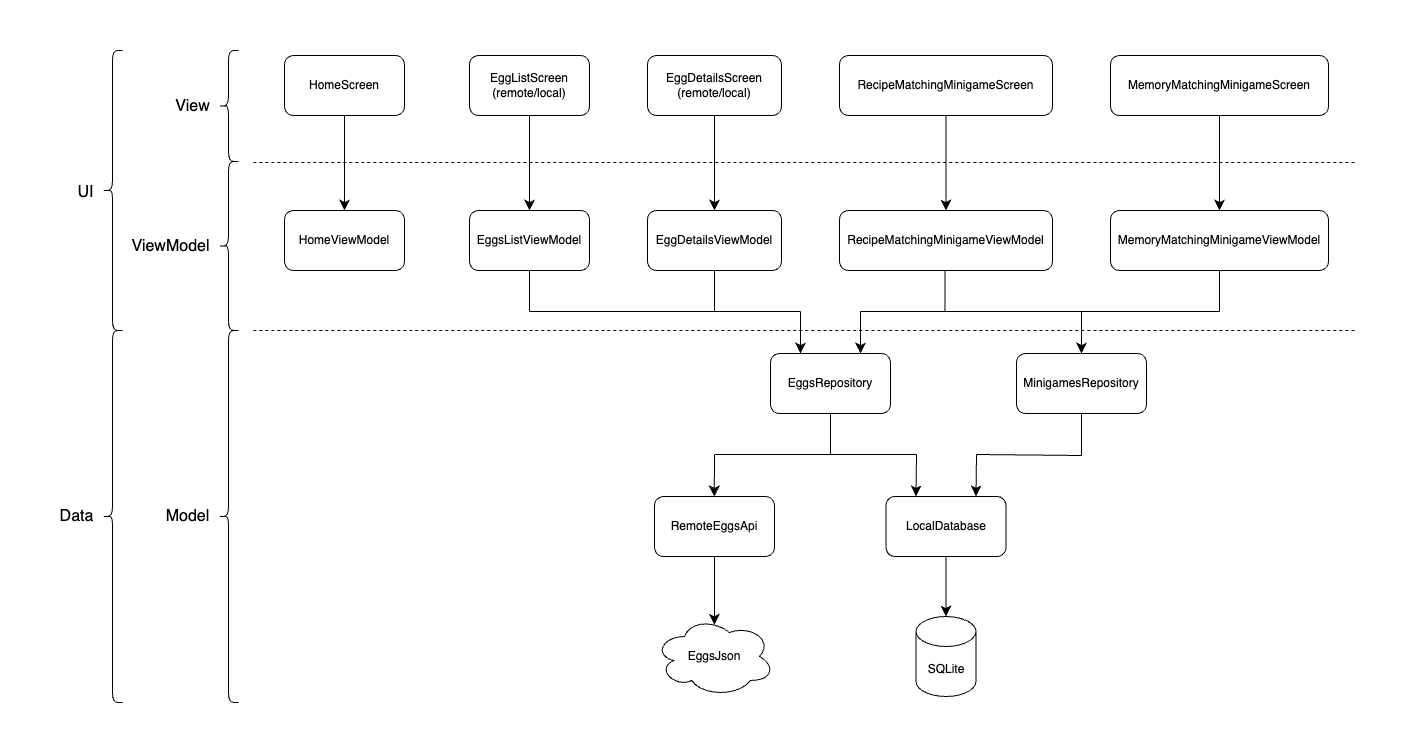 HomeScreen
EggListScreen
(remote/local)
EggDetailsScreen
(remote/local)
RecipeMatchingMinigameScreen
MemoryMatchingMinigameScreen
View
UI
ViewModel
HomeViewModel
EggsListViewModel
EggDetailsViewModel
RecipeMatchingMinigameViewModel
MemoryMatchingMinigameViewModel
EggsRepository
MinigamesRepository
Data
Model
RemoteEggsApi
LocalDatabase
EggsJson
SQLite